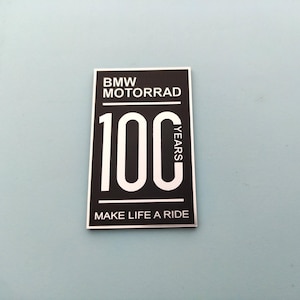 BMW
MOTORRAD
100
YEARS
MAKE LIFE A RIDE